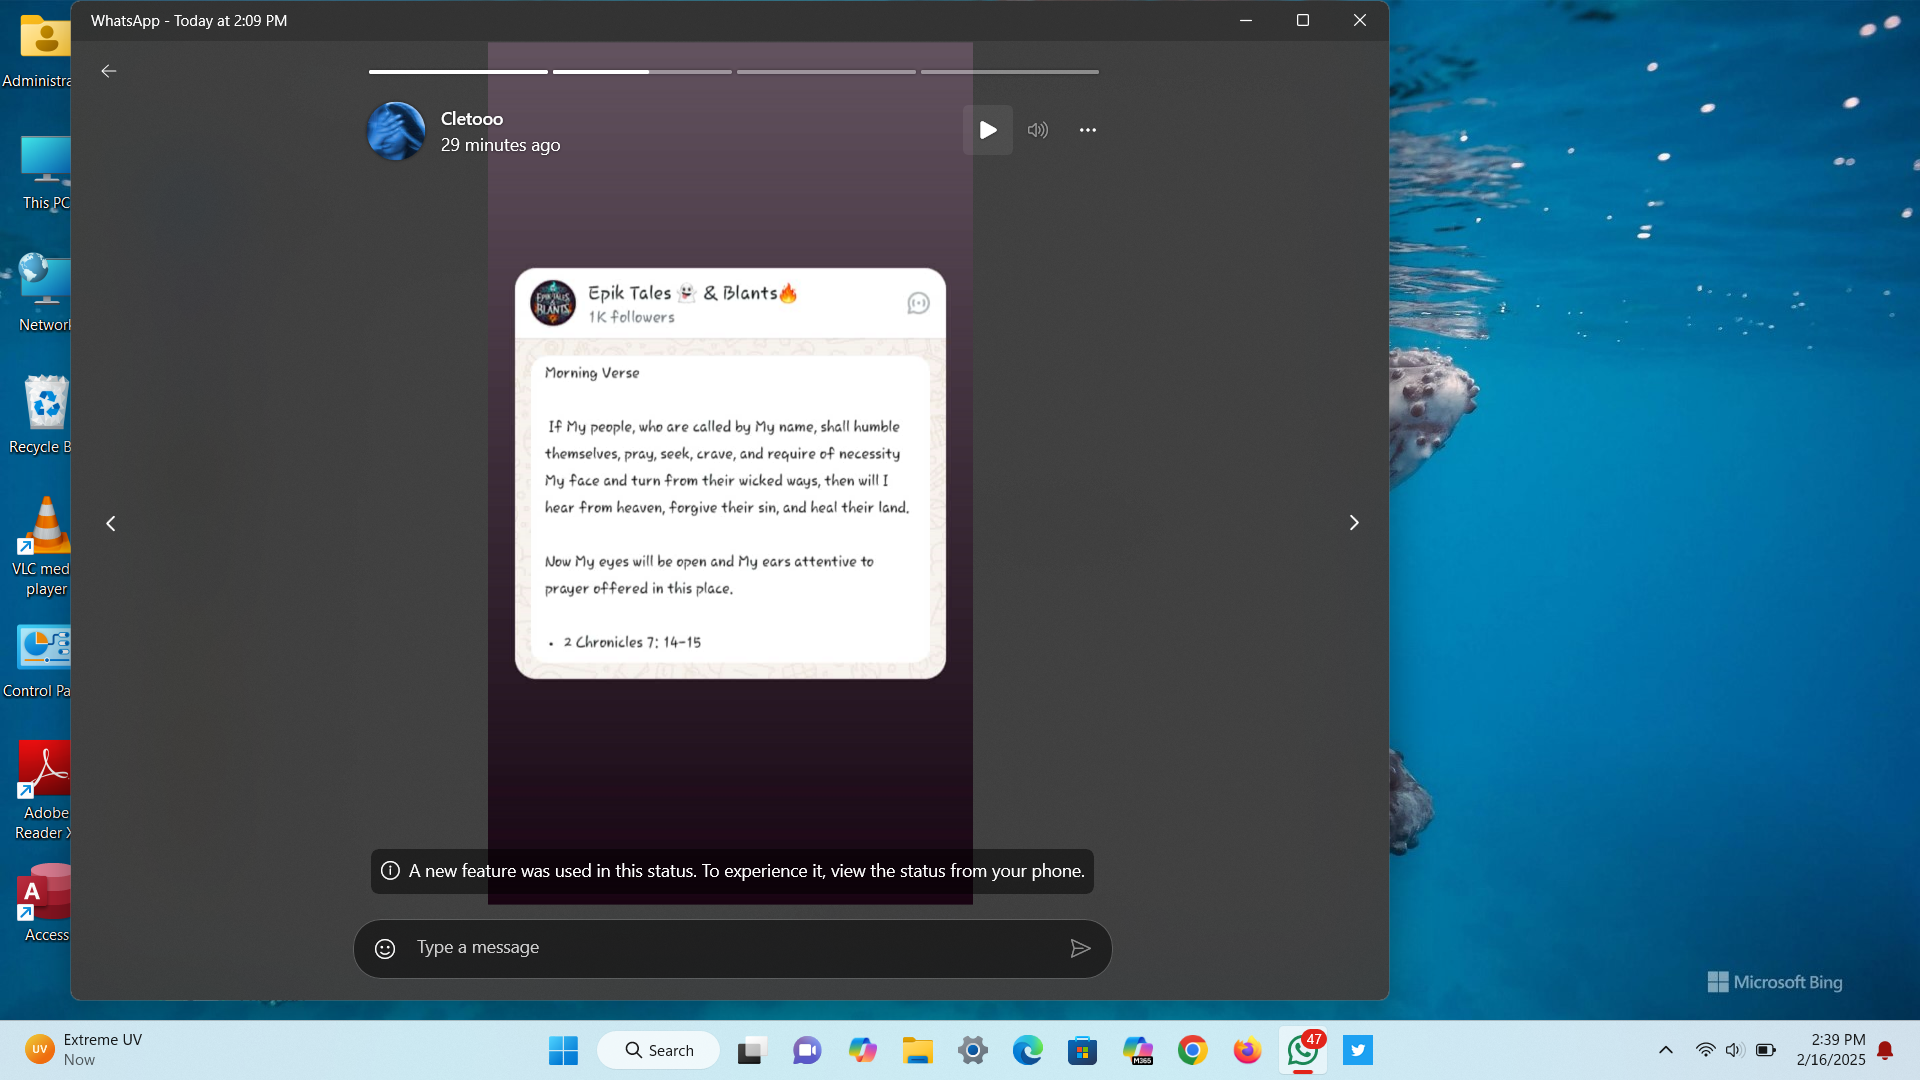 WhatsApp - Today at 2:09 PM
Cletooo
29 minutes ago
Epik Tales 👻 & Blants🔥
1K followers
EPIK TALES
& BLANTS
Morning Verse
If My people, who are called by My name, shall humble
themselves, pray, seek, crave, and require of necessity
My face and turn from their wicked ways, then will I
hear from heaven, forgive their sin, and heal their land.
Now My eyes will be open and My ears attentive to
prayer offered in this place.
• 2 Chronicles 7: 14-15
A new feature was used in this status. To experience it, view the status from your phone.
Type a message
Administra
This PC
Network
Recycle B
VLC med
player
Control Pa
Adobe
Reader X
A
Access
Microsoft Bing
UV
Extreme UV
Now
Search
M365
47
2:39 PM
2/16/2025